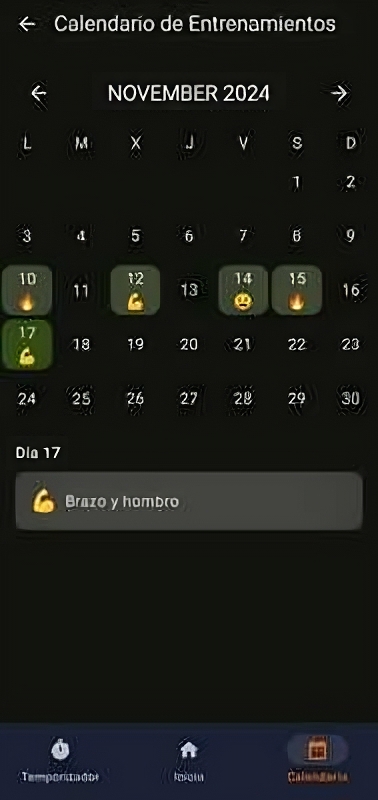 ← Calendario de Entrenamientos
← NOVEMBER 2024 →
L M X J V S D
1 2
3 4 5 6 7 8 9
10 11 12 13 14 15 16
17 18 19 20 21 22 23
24 25 26 27 28 29 30
Día 17
Brazo y hombro
Temporizador Inicio Calendario